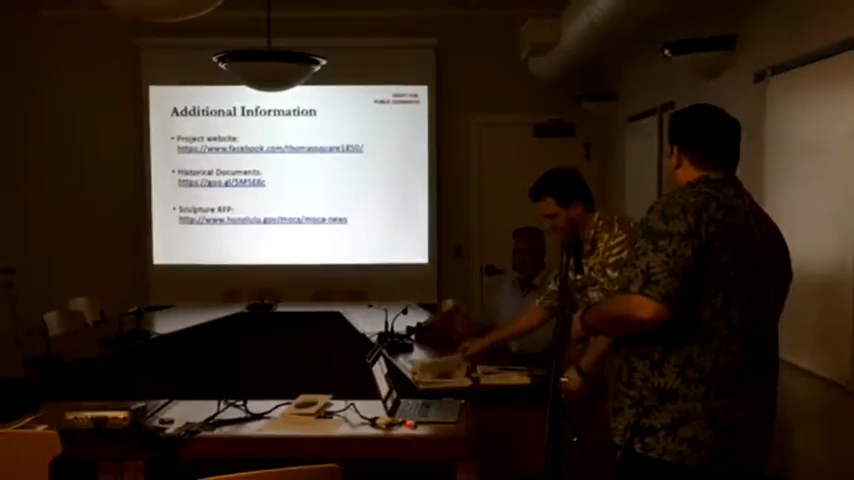 Additional Information
• Project website:
https://www.facebook.com/thomassquare1850/
• Historical Documents:
• Sculpture RFP:
http://www.honolulu.gov/moca/moca-news